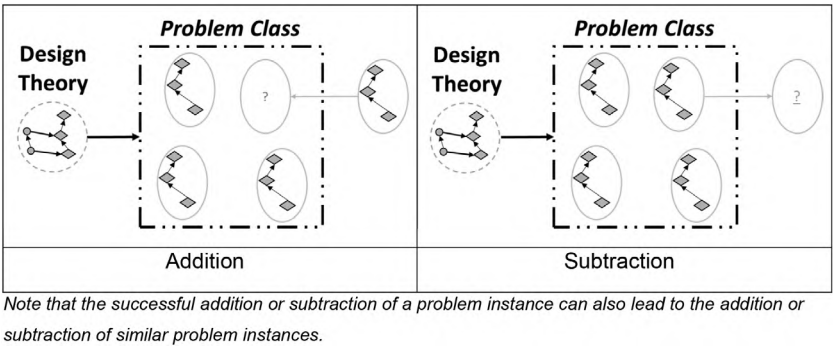 Problem Class
Design
Theory
?
Addition
Problem Class
Design
Theory
?
Subtraction
Note that the successful addition or subtraction of a problem instance can also lead to the addition or
subtraction of similar problem instances.